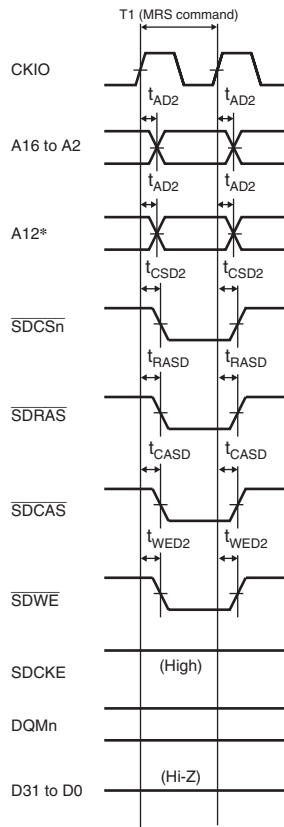 T1 (MRS command)
CKIO
tAD2 tAD2
A16 to A2
tAD2 tAD2
A12*
tCSD2 tCSD2
SDCSn
tRASD tRASD
SDRAS
tCASD tCASD
SDCAS
tWED2 tWED2
SDWE
SDCKE (High)
DQMn
D31 to D0 (Hi-Z)